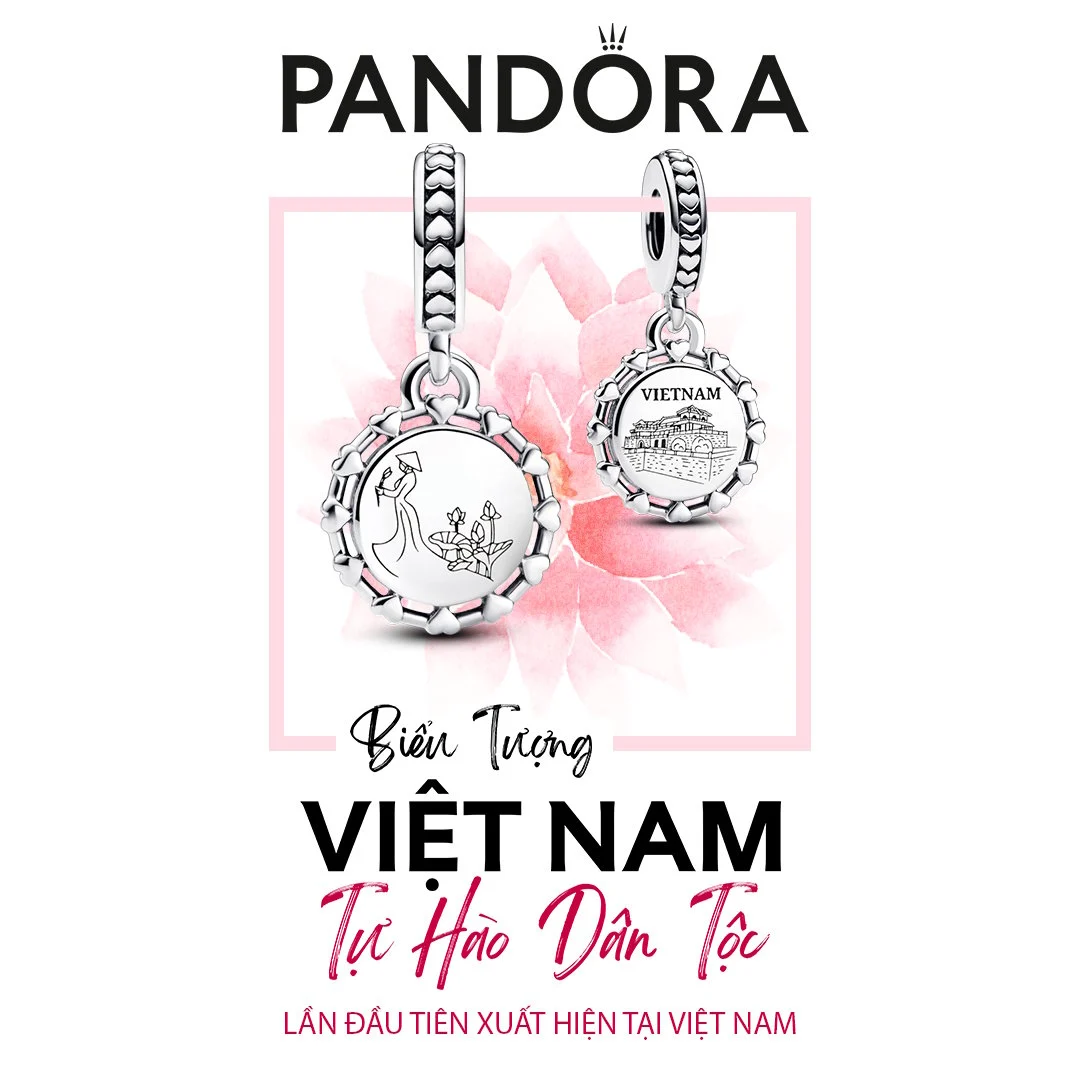 PANDORA
VIETNAM
Biểu Tượng
VIỆT NAM
Tự Hào Dân Tộc
LẦN ĐẦU TIÊN XUẤT HIỆN TẠI VIỆT NAM